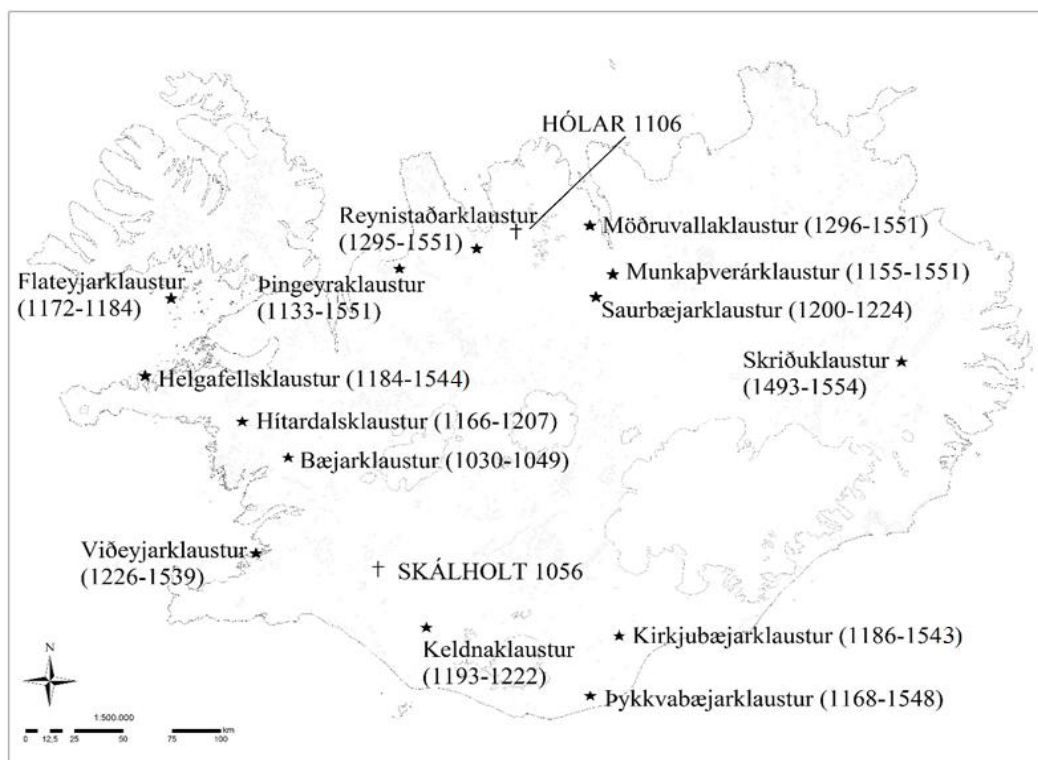 HÓLAR 1106
Reynistaðarklaustur
(1295-1551)
Möðruvallaklaustur (1296-1551)
Flateyjarklaustur
(1172-1184)
Þingeyraklaustur
(1133-1551)
Munkaþverárklaustur (1155-1551)
Saurbæjarklaustur (1200-1224)
Skriðuklaustur
(1493-1554)
Helgafellsklaustur (1184-1544)
Hítardalsklaustur (1166-1207)
Bæjarklaustur (1030-1049)
Viðeyjarklaustur
(1226-1539)
SKÁLHOLT 1056
Keldnaklaustur
(1193-1222)
Kirkjubæjarklaustur (1186-1543)
Þykkvabæjarklaustur (1168-1548)
N
1:500.000
km
0 12,5 25 50 75 100